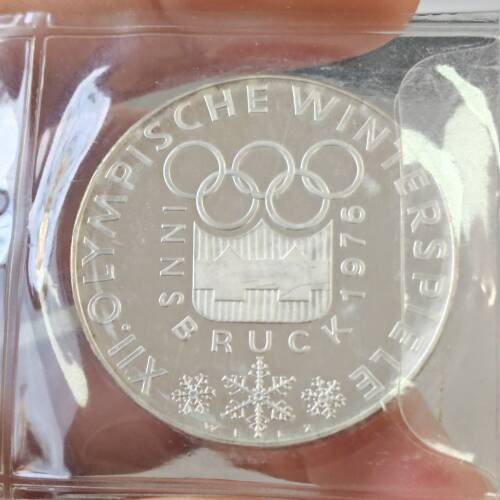 XII·OLYMPISCHE WINTERSPIELE
INNSBRUCK 1976